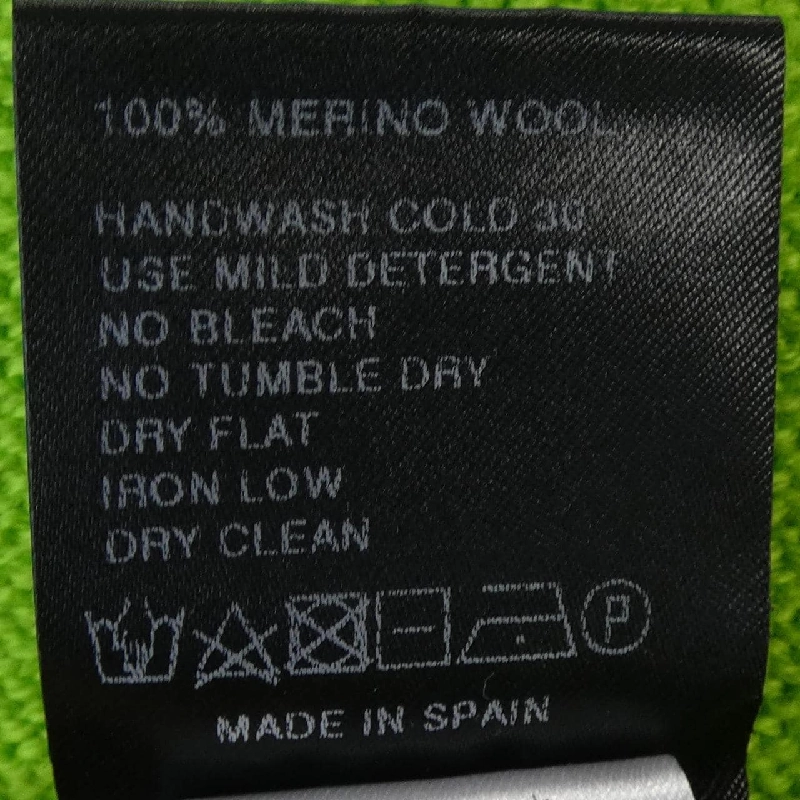 100% MERINO WOOL
HANDWASH COLD 30°
USE MILD DETERGENT
NO BLEACH
NO TUMBLE DRY
DRY FLAT
IRON LOW
DRY CLEAN
P
MADE IN SPAIN